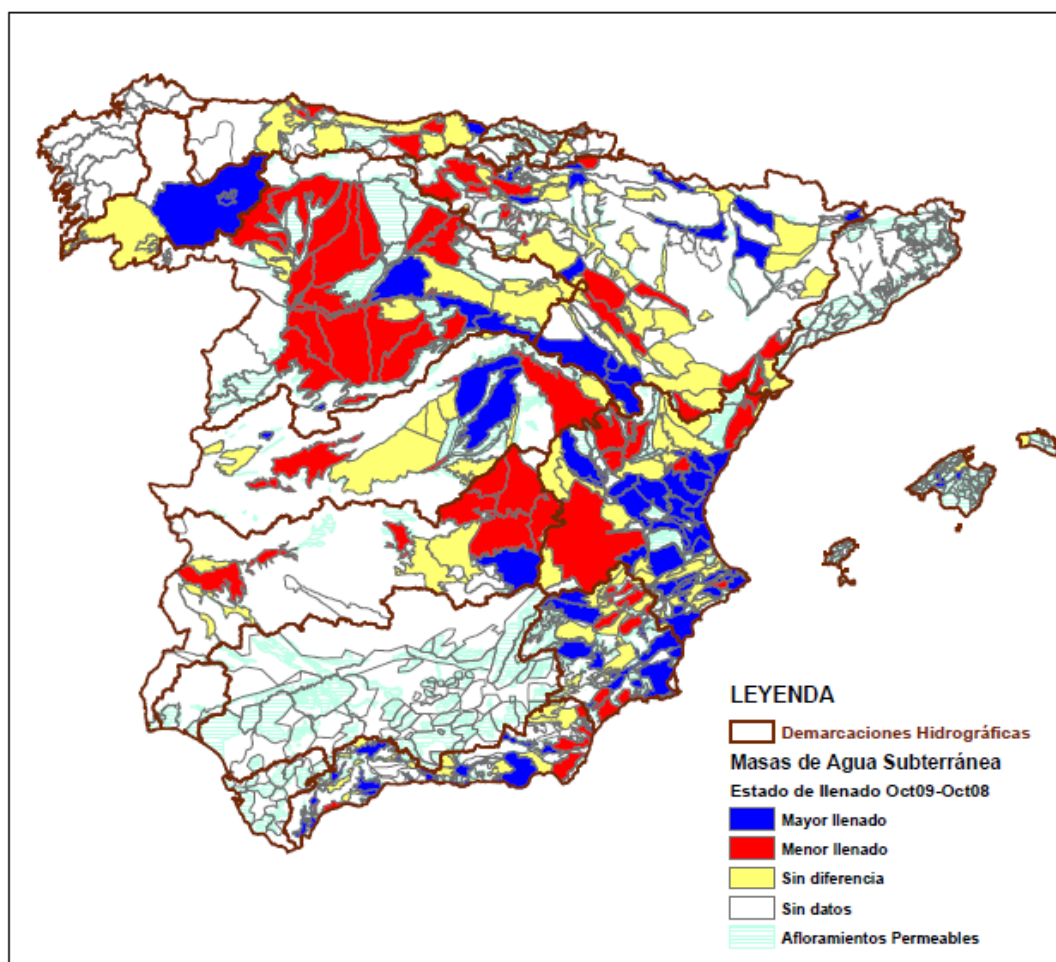 LEYENDA
Demarcaciones Hidrográficas
Masas de Agua Subterránea
Estado de llenado Oct09-Oct08
Mayor llenado
Menor llenado
Sin diferencia
Sin datos
Afloramientos Permeables